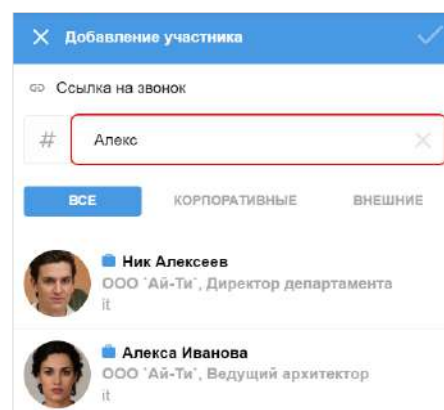 Добавление участника
Ссылка на звонок
# Алекс
ВСЕ КОРПОРАТИВНЫЕ ВНЕШНИЕ
Ник Алексеев
ООО `Ай-Ти`, Директор департамента
it
Алекса Иванова
ООО `Ай-Ти`, Ведущий архитектор
it